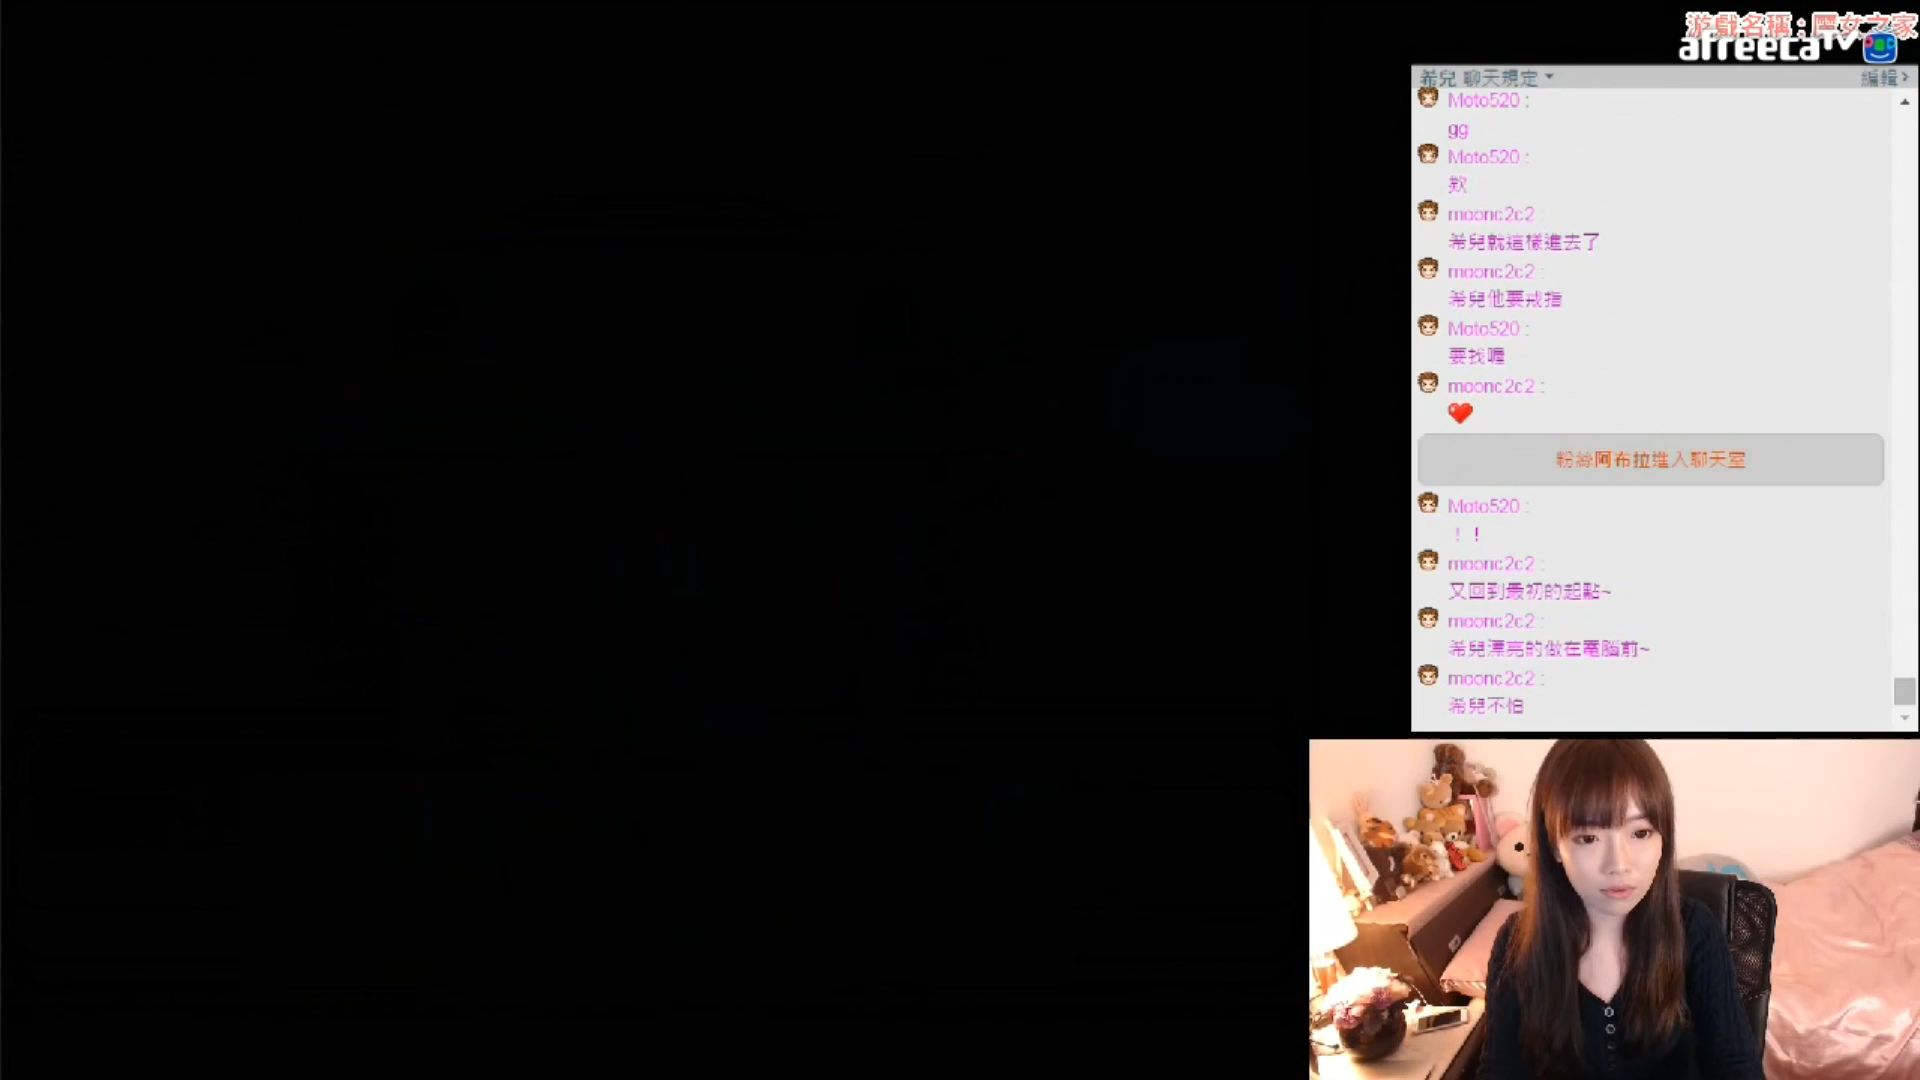 游戲名稱：魔女之家
afreecaTV
希兒 聊天規定
編輯
Moto520 :
gg
Moto520 :
欸
moonc2c2 :
希兒就這樣進去了
moonc2c2 :
希兒他要戒指
Moto520 :
要找喔
moonc2c2 :
粉絲阿布拉進入聊天室
Moto520 :
！！
moonc2c2 :
又回到最初的起點~
moonc2c2 :
希兒漂亮的做在電腦前~
moonc2c2 :
希兒不怕